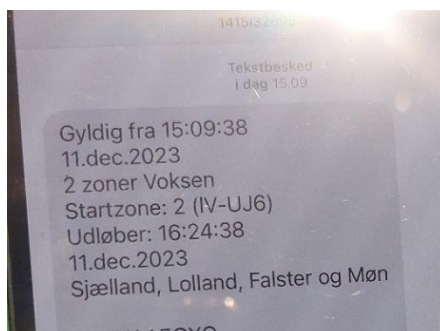 Tekstbesked
i dag 15.09
Gyldig fra 15:09:38
11.dec.2023
2 zoner Voksen
Startzone: 2 (IV-UJ6)
Udløber: 16:24:38
11.dec.2023
Sjælland, Lolland, Falster og Møn